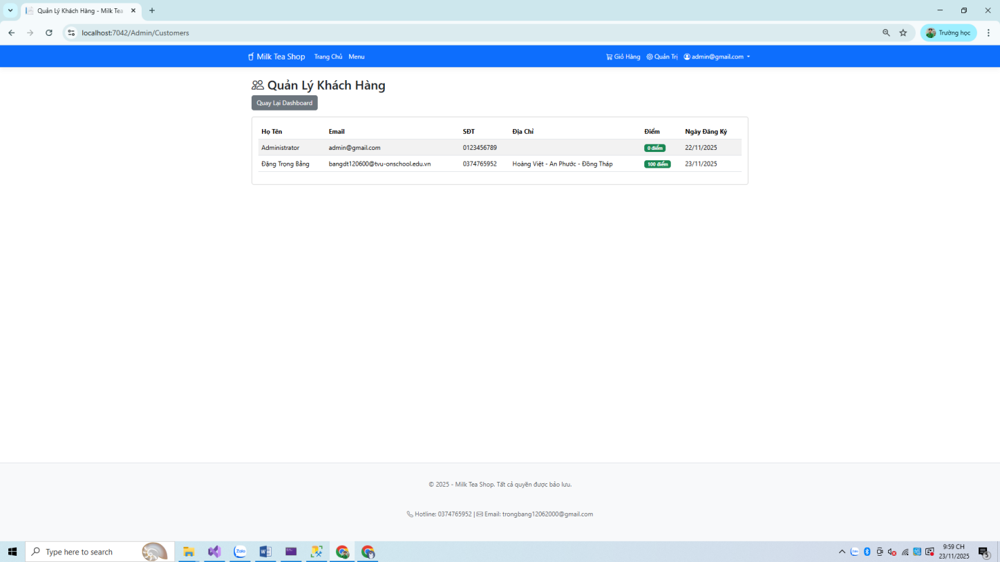 Quản Lý Khách Hàng - Milk Tea
localhost:7042/Admin/Customers
Trường học
Milk Tea Shop Trang Chủ Menu Giỏ Hàng Quản Trị admin@gmail.com
Quản Lý Khách Hàng
Quay Lại Dashboard
Họ Tên Email SĐT Địa Chỉ Điểm Ngày Đăng Ký
Administrator admin@gmail.com 0123456789 0 điểm 22/11/2025
Đặng Trọng Bằng bangdt120600@tvu-onschool.edu.vn 0374765952 Hoàng Việt - An Phước - Đồng Tháp 100 điểm 23/11/2025
© 2025 - Milk Tea Shop. Tất cả quyền được bảo lưu.
Hotline: 0374765952 | Email: trongbang12062000@gmail.com
Type here to search
Zalo
9:59 CH
23/11/2025
5